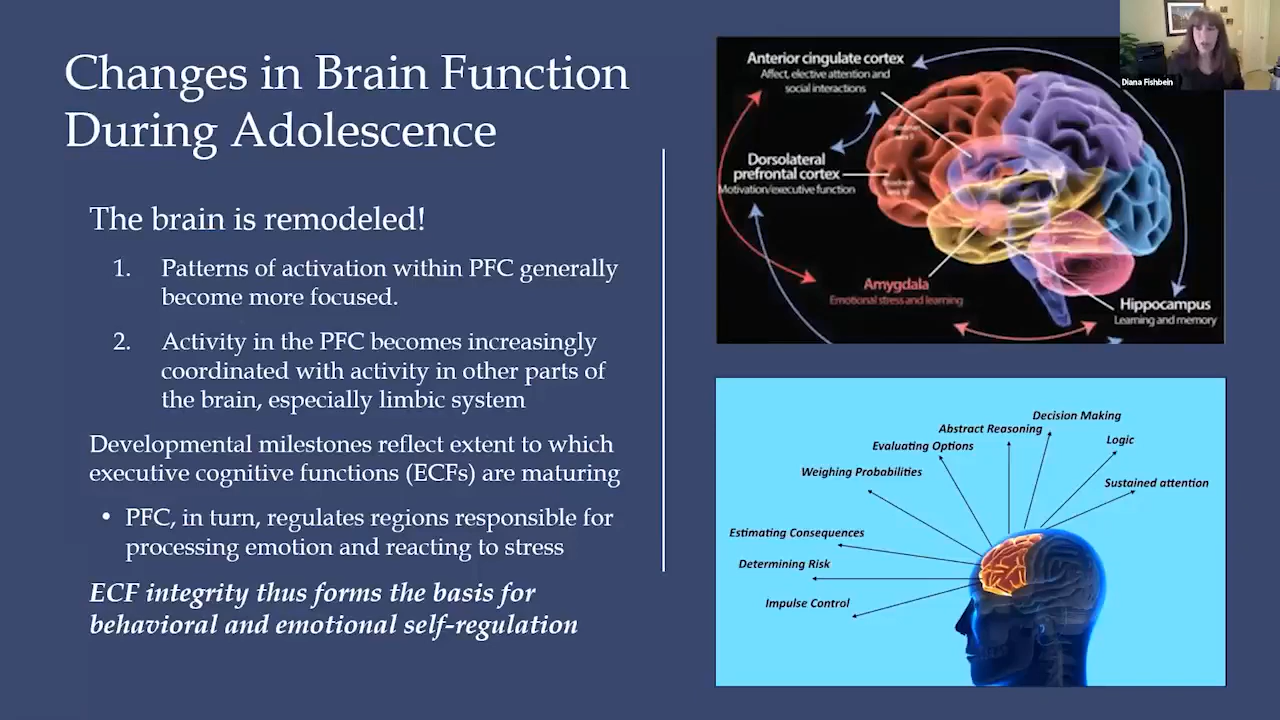 Changes in Brain Function
During Adolescence
The brain is remodeled!
1. Patterns of activation within PFC generally
become more focused.
2. Activity in the PFC becomes increasingly
coordinated with activity in other parts of
the brain, especially limbic system
Developmental milestones reflect extent to which
executive cognitive functions (ECFs) are maturing
• PFC, in turn, regulates regions responsible for
processing emotion and reacting to stress
ECF integrity thus forms the basis for
behavioral and emotional self-regulation
Anterior cingulate cortex
Affect, elective attention and
social interactions
Dorsolateral
prefrontal cortex
Motivation/executive function
Amygdala
Emotional stress and learning
Hippocampus
Learning and memory
Diana Fishbein
Decision Making
Abstract Reasoning
Logic
Evaluating Options
Weighing Probabilities
Sustained attention
Estimating Consequences
Determining Risk
Impulse Control